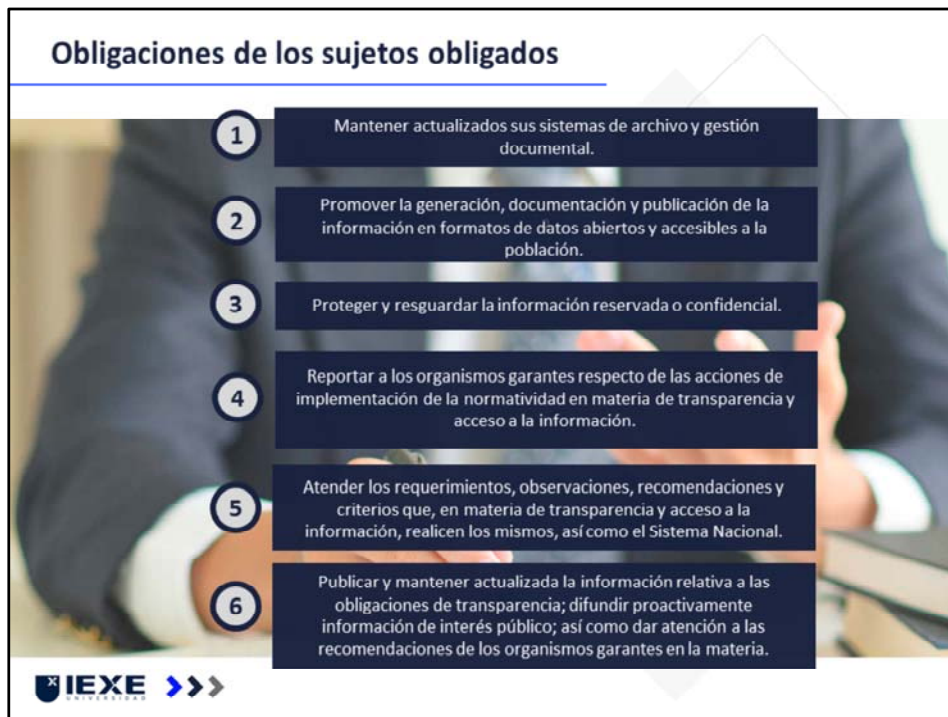 Obligaciones de los sujetos obligados
1
Mantener actualizados sus sistemas de archivo y gestión
documental.
2
Promover la generación, documentación y publicación de la
información en formatos de datos abiertos y accesibles a la
población.
3
Proteger y resguardar la información reservada o confidencial.
4
Reportar a los organismos garantes respecto de las acciones de
implementación de la normatividad en materia de transparencia y
acceso a la información.
5
Atender los requerimientos, observaciones, recomendaciones y
criterios que, en materia de transparencia y acceso a la
información, realicen los mismos, así como el Sistema Nacional.
6
Publicar y mantener actualizada la información relativa a las
obligaciones de transparencia; difundir proactivamente
información de interés público; así como dar atención a las
recomendaciones de los organismos garantes en la materia.
IEXE
UNIVERSIDAD